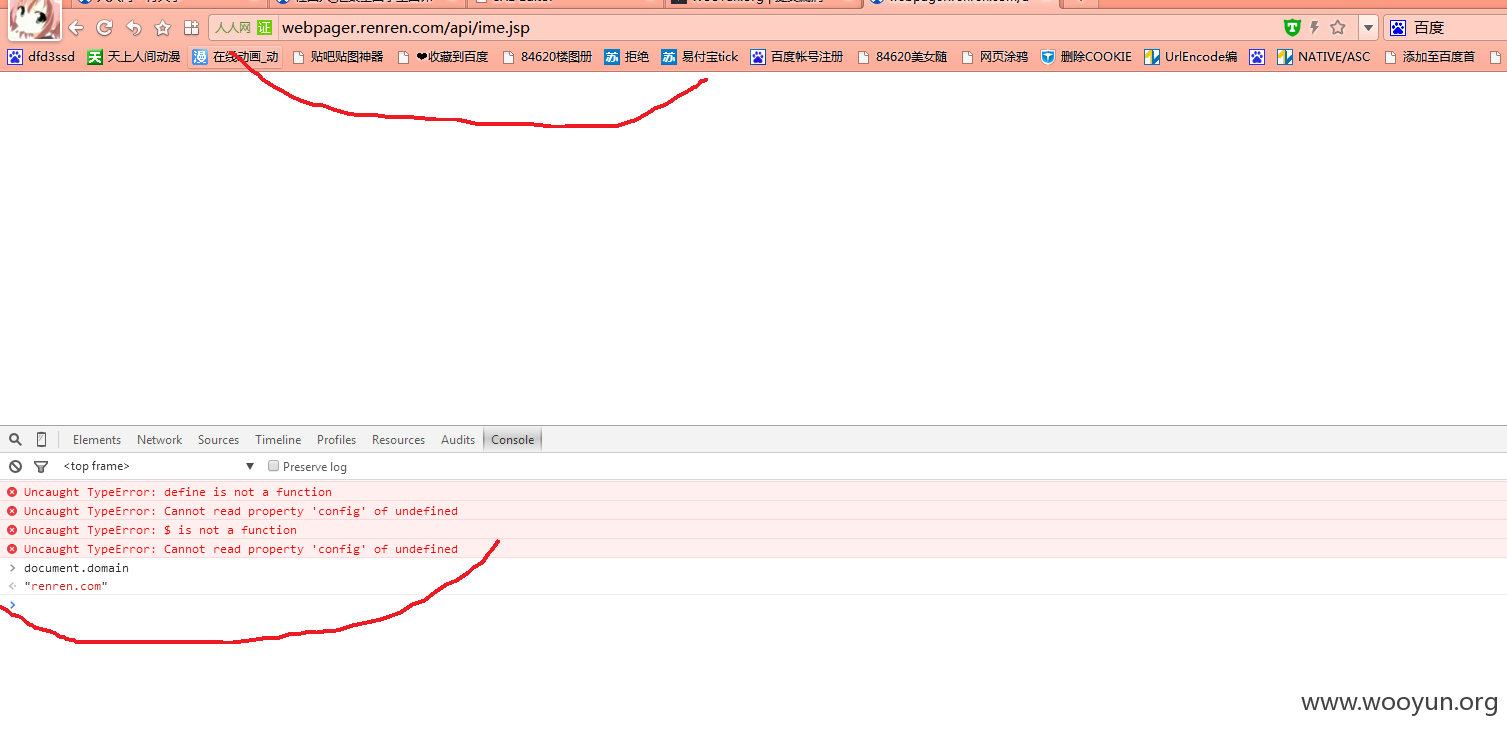 人人网 证 webpager.renren.com/api/ime.jsp 百度
dfd3ssd 天 天上人间动漫 漫 在线动画_动 贴吧贴图神器 ❤收藏到百度 84620楼图册 苏 拒绝 苏 易付宝tick 百度帐号注册 84620美女随 网页涂鸦 删除COOKIE UrlEncode编 NATIVE/ASC 添加至百度首
Elements Network Sources Timeline Profiles Resources Audits Console
<top frame> Preserve log
Uncaught TypeError: define is not a function
Uncaught TypeError: Cannot read property 'config' of undefined
Uncaught TypeError: $ is not a function
Uncaught TypeError: Cannot read property 'config' of undefined
document.domain
"renren.com"
www.wooyun.org